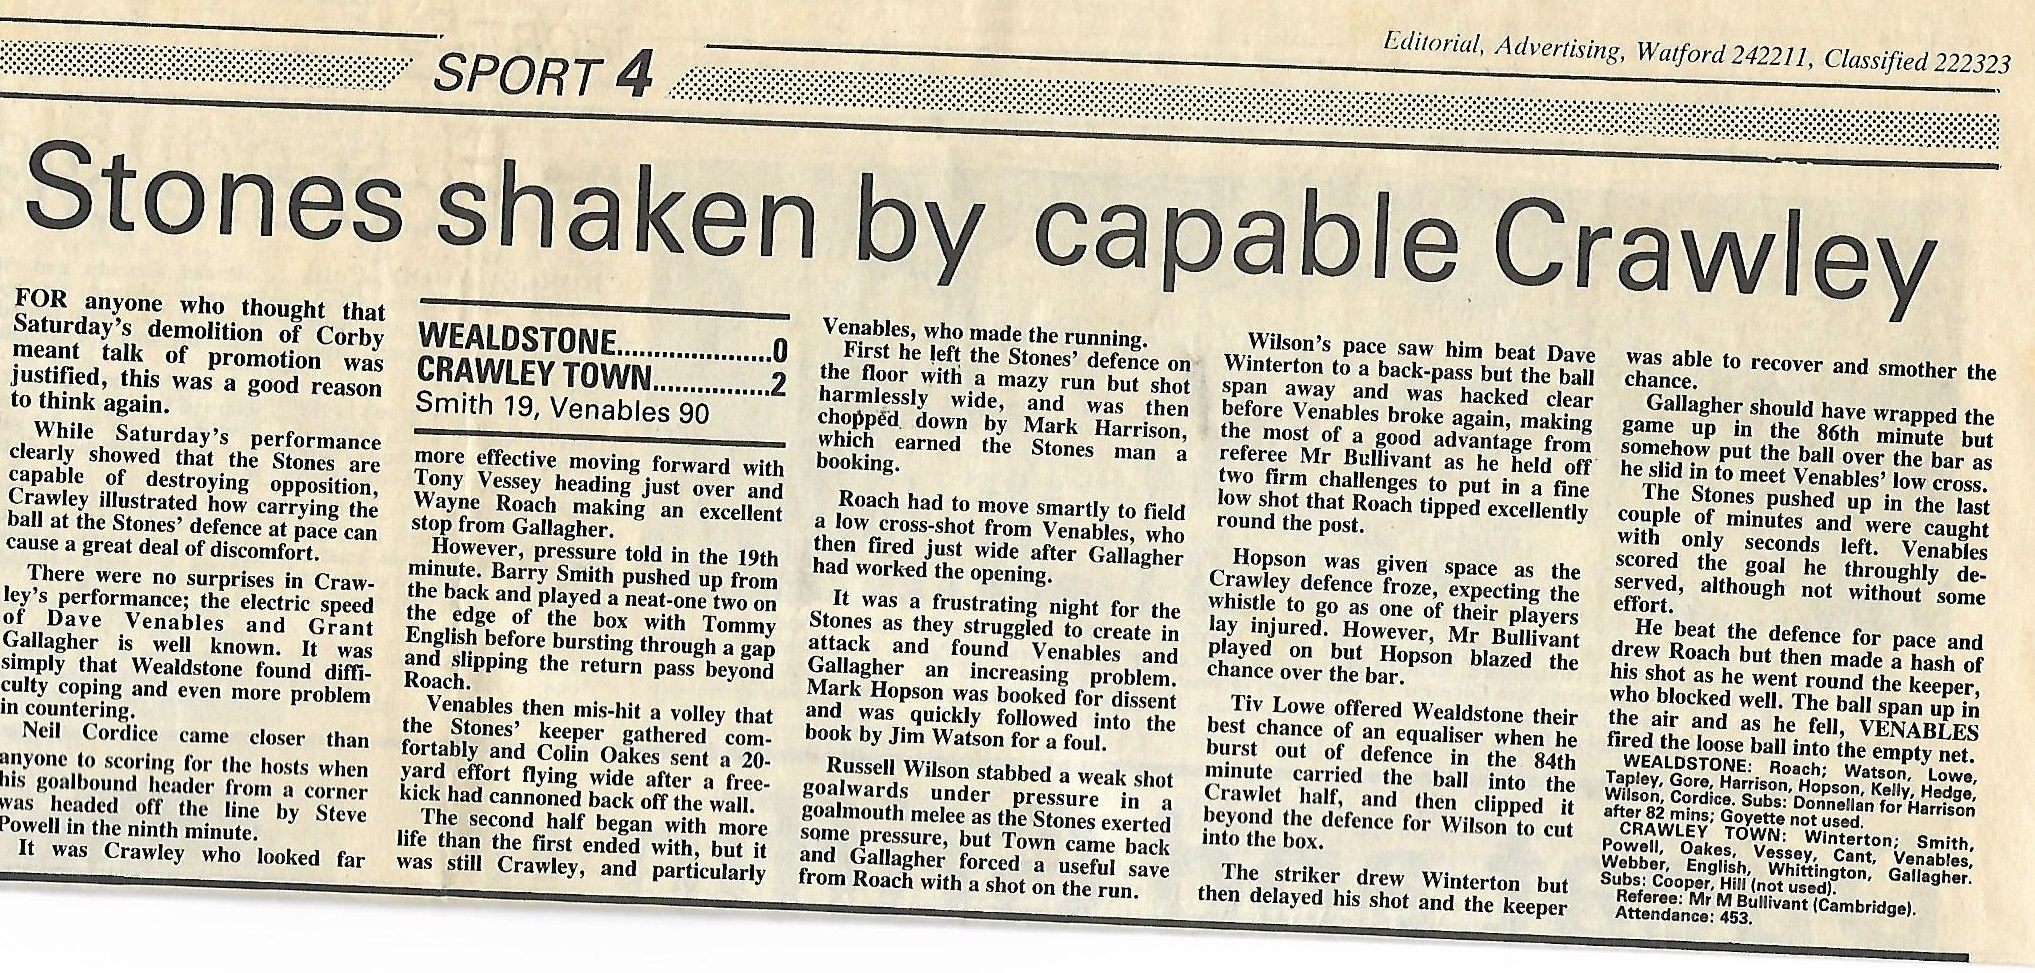 Editorial, Advertising, Watford 242211, Classified 222323
SPORT 4
Stones shaken by capable Crawley
FOR anyone who thought that
Saturday's demolition of Corby
meant talk of promotion was
justified, this was a good reason
to think again.
While Saturday's performance
clearly showed that the Stones are
capable of destroying opposition,
Crawley illustrated how carrying the
ball at the Stones' defence at pace can
cause a great deal of discomfort.
There were no surprises in Craw-
ley's performance; the electric speed
of Dave Venables and Grant
Gallagher is well known. It was
simply that Wealdstone found diffi-
culty coping and even more problem
in countering.
Neil Cordice came closer than
anyone to scoring for the hosts when
his goalbound header from a corner
was headed off the line by Steve
Powell in the ninth minute.
It was Crawley who looked far
WEALDSTONE......................0
CRAWLEY TOWN.................2
Smith 19, Venables 90
more effective moving forward with
Tony Vessey heading just over and
Wayne Roach making an excellent
stop from Gallagher.
However, pressure told in the 19th
minute. Barry Smith pushed up from
the back and played a neat-one two on
the edge of the box with Tommy
English before bursting through a gap
and slipping the return pass beyond
Roach.
Venables then mis-hit a volley that
the Stones' keeper gathered com-
fortably and Colin Oakes sent a 20-
yard effort flying wide after a free-
kick had cannoned back off the wall.
The second half began with more
life than the first ended with, but it
was still Crawley, and particularly
Venables, who made the running.
First he left the Stones' defence on
the floor with a mazy run but shot
harmlessly wide, and was then
chopped down by Mark Harrison,
which earned the Stones man a
booking.
Roach had to move smartly to field
a low cross-shot from Venables, who
then fired just wide after Gallagher
had worked the opening.
It was a frustrating night for the
Stones as they struggled to create in
attack and found Venables and
Gallagher an increasing problem.
Mark Hopson was booked for dissent
and was quickly followed into the
book by Jim Watson for a foul.
Russell Wilson stabbed a weak shot
goalwards under pressure in a
goalmouth melee as the Stones exerted
some pressure, but Town came back
and Gallagher forced a useful save
from Roach with a shot on the run.
Wilson's pace saw him beat Dave
Winterton to a back-pass but the ball
span away and was hacked clear
before Venables broke again, making
the most of a good advantage from
referee Mr Bullivant as he held off
two firm challenges to put in a fine
low shot that Roach tipped excellently
round the post.
Hopson was given space as the
Crawley defence froze, expecting the
whistle to go as one of their players
lay injured. However, Mr Bullivant
played on but Hopson blazed the
chance over the bar.
Tiv Lowe offered Wealdstone their
best chance of an equaliser when he
burst out of defence in the 84th
minute carried the ball into the
Crawlet half, and then clipped it
beyond the defence for Wilson to cut
into the box.
The striker drew Winterton but
then delayed his shot and the keeper
was able to recover and smother the
chance.
Gallagher should have wrapped the
game up in the 86th minute but
somehow put the ball over the bar as
he slid in to meet Venables' low cross.
The Stones pushed up in the last
couple of minutes and were caught
with only seconds left. Venables
scored the goal he throughly de-
served, although not without some
effort.
He beat the defence for pace and
drew Roach but then made a hash of
his shot as he went round the keeper,
who blocked well. The ball span up in
the air and as he fell, VENABLES
fired the loose ball into the empty net.
WEALDSTONE: Roach; Watson, Lowe,
Tapley, Gore, Harrison, Hopson, Kelly, Hedge,
Wilson, Cordice. Subs: Donnellan for Harrison
after 82 mins; Goyette not used.
CRAWLEY TOWN: Winterton; Smith,
Powell, Oakes, Vessey, Cant, Venables,
Webber, English, Whittington, Gallagher.
Subs: Cooper, Hill (not used).
Referee: Mr M Bullivant (Cambridge).
Attendance: 453.